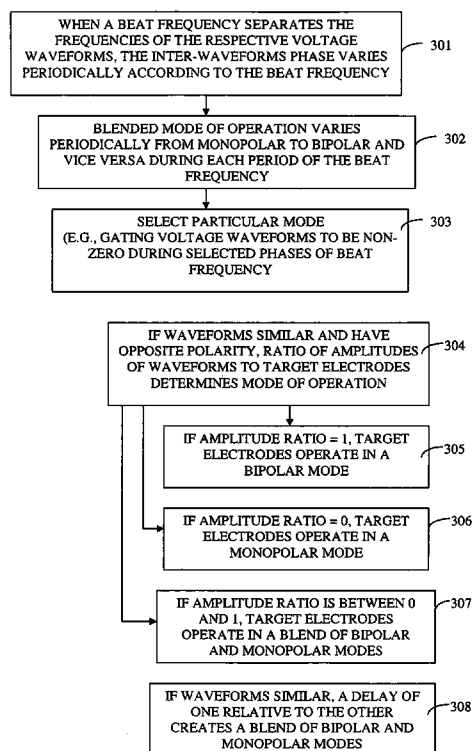 WHEN A BEAT FREQUENCY SEPARATES THE
FREQUENCIES OF THE RESPECTIVE VOLTAGE
WAVEFORMS, THE INTER-WAVEFORMS PHASE VARIES
PERIODICALLY ACCORDING TO THE BEAT FREQUENCY
301
BLENDED MODE OF OPERATION VARIES
PERIODICALLY FROM MONOPOLAR TO BIPOLAR AND
VICE VERSA DURING EACH PERIOD OF THE BEAT
FREQUENCY
302
SELECT PARTICULAR MODE
(E.G., GATING VOLTAGE WAVEFORMS TO BE NON-
ZERO DURING SELECTED PHASES OF BEAT
FREQUENCY
303
IF WAVEFORMS SIMILAR AND HAVE
OPPOSITE POLARITY, RATIO OF AMPLITUDES
OF WAVEFORMS TO TARGET ELECTRODES
DETERMINES MODE OF OPERATION
304
IF AMPLITUDE RATIO = 1, TARGET
ELECTRODES OPERATE IN A
BIPOLAR MODE
305
IF AMPLITUDE RATIO = 0, TARGET
ELECTRODES OPERATE IN A
MONOPOLAR MODE
306
IF AMPLITUDE RATIO IS BETWEEN 0
AND 1, TARGET ELECTRODES
OPERATE IN A BLEND OF BIPOLAR
AND MONOPOLAR MODES
307
IF WAVEFORMS SIMILAR, A DELAY OF
ONE RELATIVE TO THE OTHER
CREATES A BLEND OF BIPOLAR AND
MONOPOLAR MODES
308